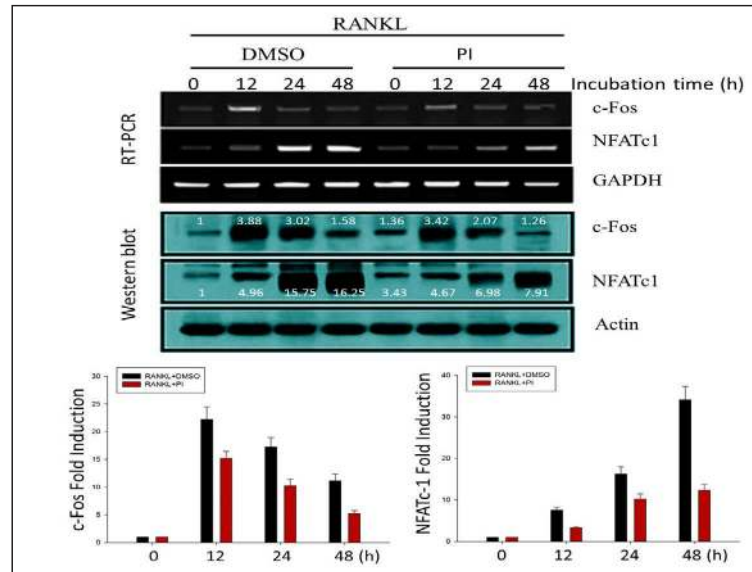 RANKL
DMSO PI
0 12 24 48 0 12 24 48 Incubation time (h)
RT-PCR
c-Fos
NFATc1
GAPDH
Western blot
1 3.88 3.02 1.58 1.36 3.42 2.07 1.26 c-Fos
1 4.96 15.75 16.25 3.43 4.67 6.98 7.91 NFATc1
Actin
c-Fos Fold Induction
30
25
20
15
10
5
0
RANKL+DMSO
RANKL+PI
0 12 24 48 (h)
NFATc-1 Fold Induction
40
30
20
10
0
RANKL+DMSO
RANKL+PI
0 12 24 48 (h)